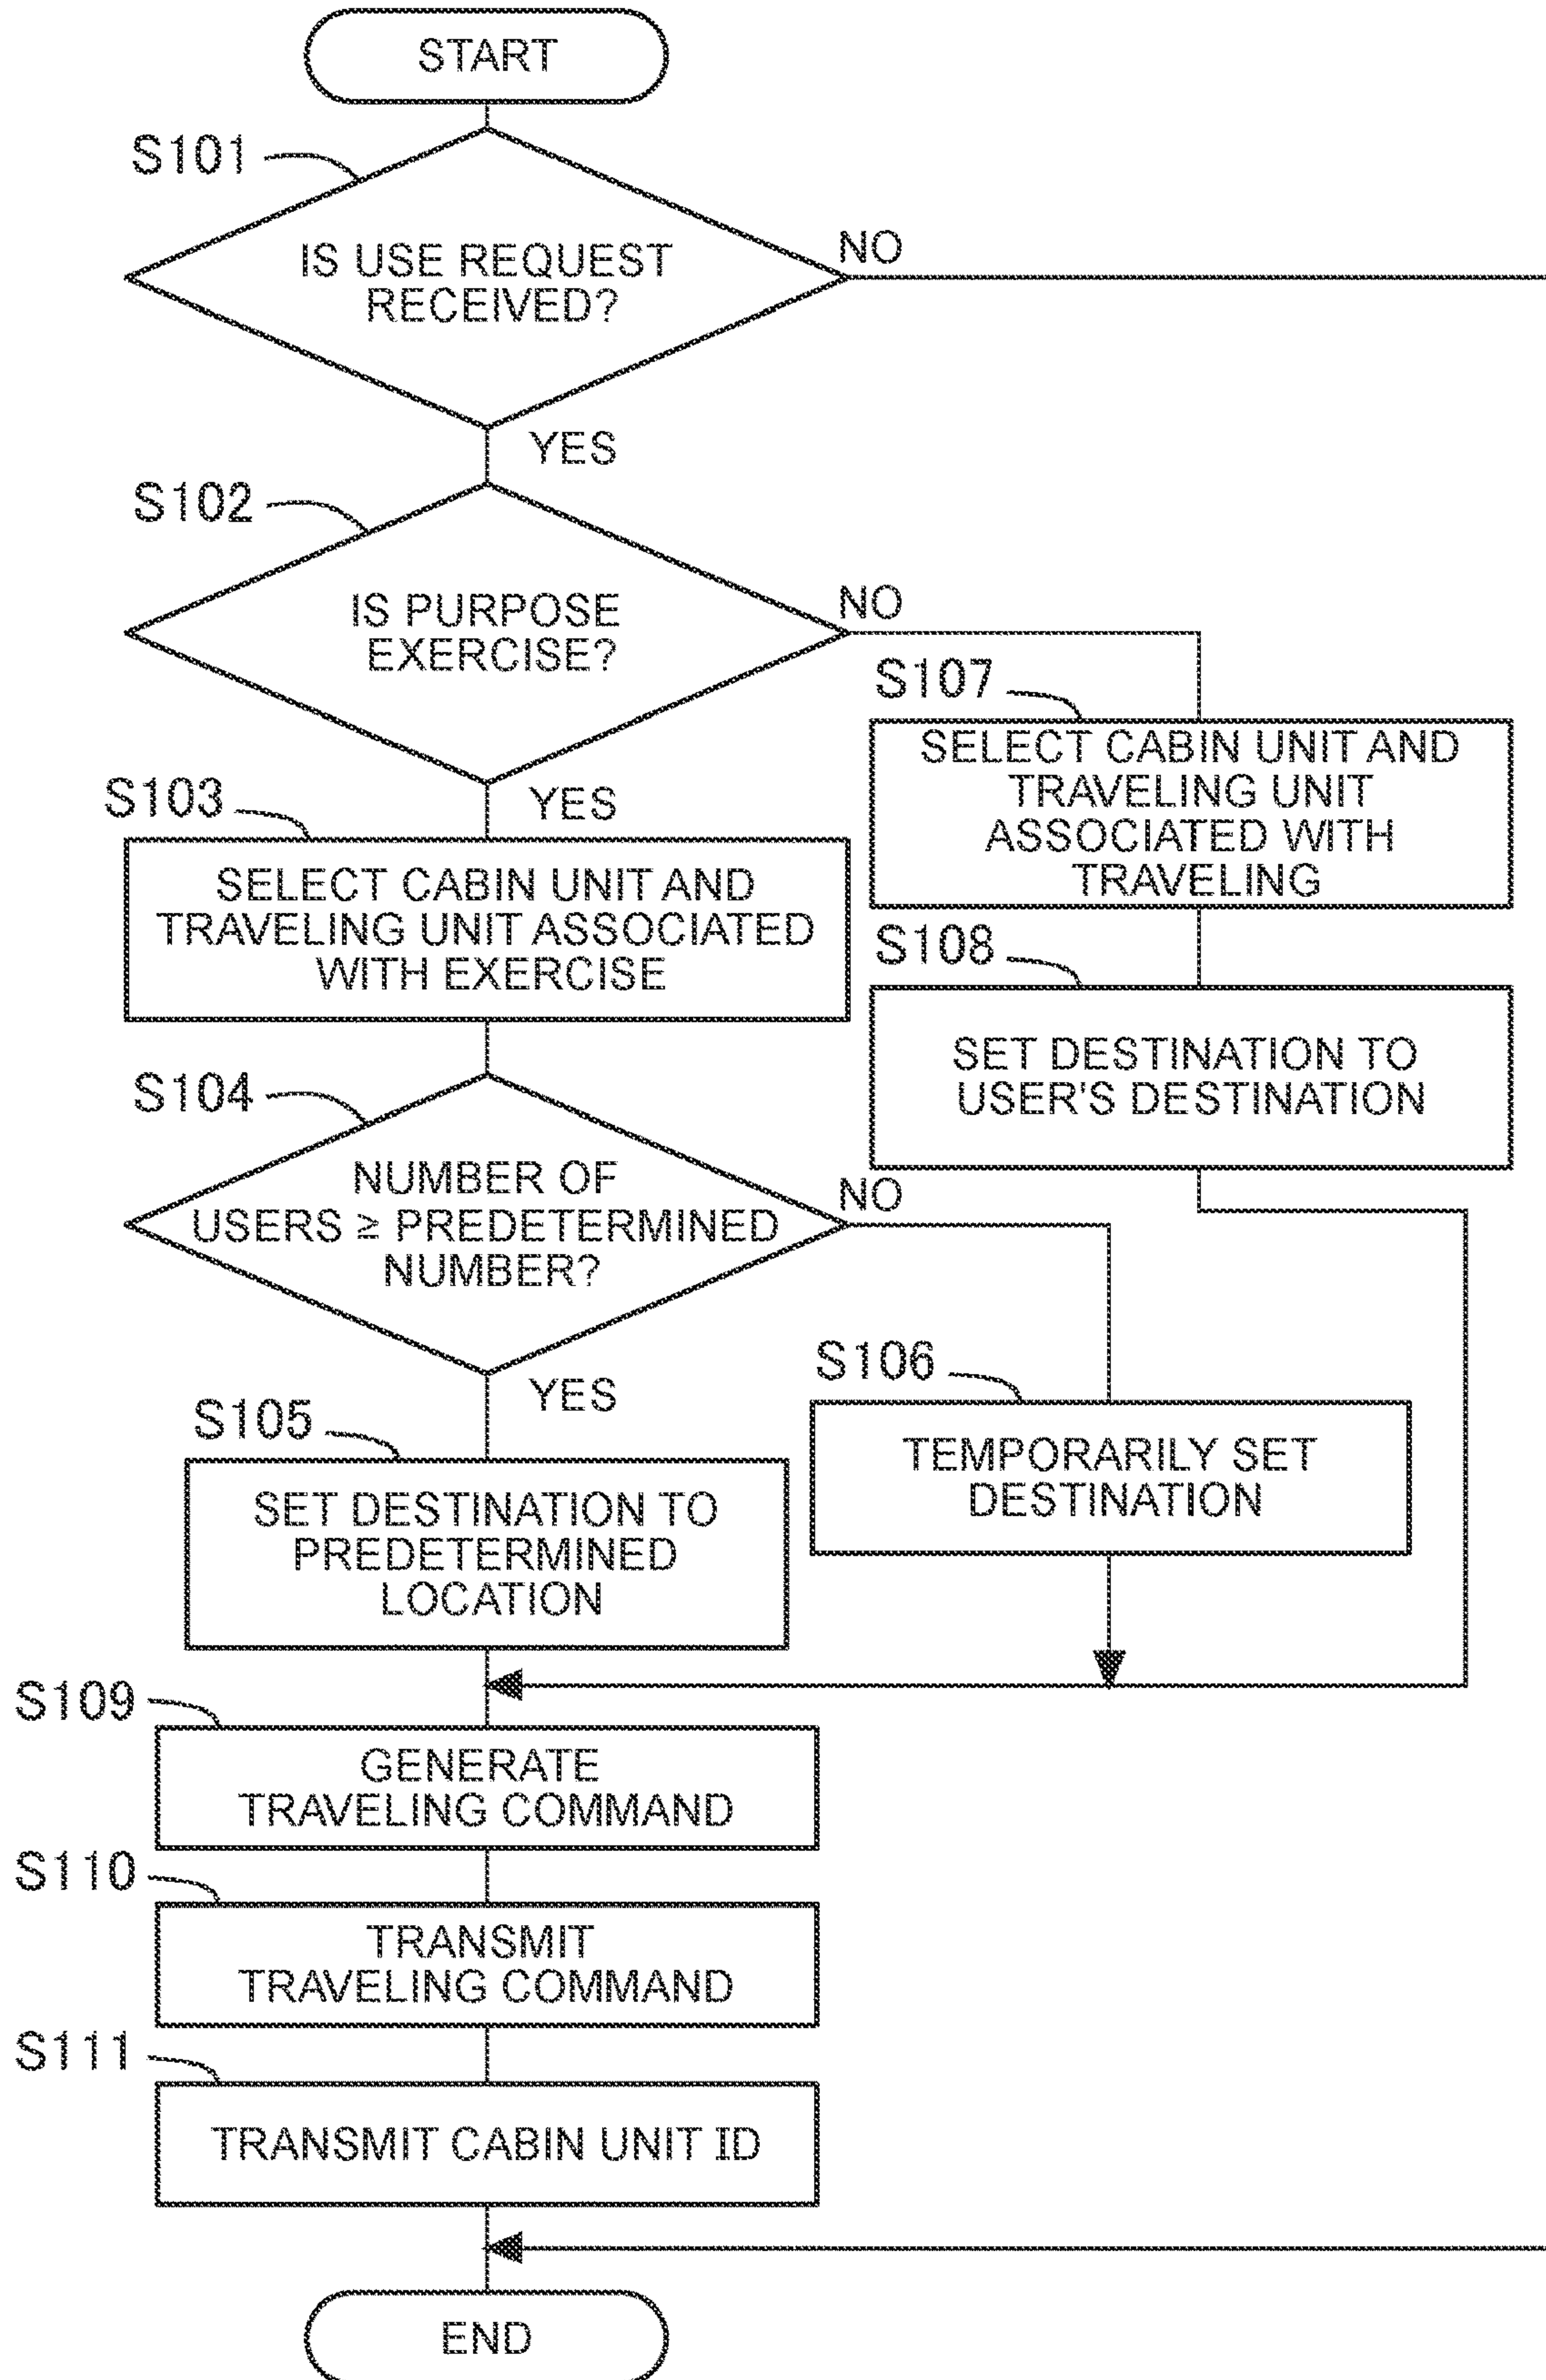 START
S101
IS USE REQUEST
RECEIVED?
NO
YES
S102
IS PURPOSE
EXERCISE?
NO
YES
S107
SELECT CABIN UNIT AND
TRAVELING UNIT
ASSOCIATED WITH
TRAVELING
S103
SELECT CABIN UNIT AND
TRAVELING UNIT ASSOCIATED
WITH EXERCISE
S108
SET DESTINATION TO
USER'S DESTINATION
S104
NUMBER OF
USERS ≥ PREDETERMINED
NUMBER?
NO
YES
S106
TEMPORARILY SET
DESTINATION
S105
SET DESTINATION TO
PREDETERMINED
LOCATION
S109
GENERATE
TRAVELING COMMAND
S110
TRANSMIT
TRAVELING COMMAND
S111
TRANSMIT CABIN UNIT ID
END